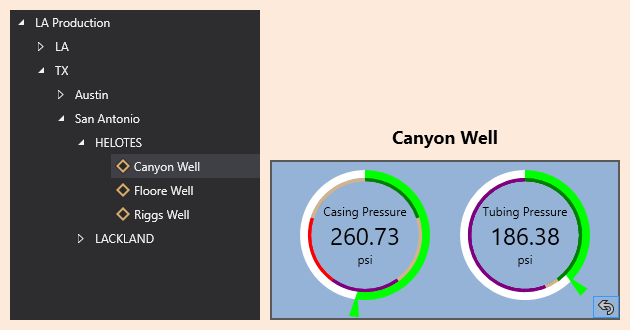 LA Production
LA
TX
Austin
San Antonio
HELOTES
Canyon Well
Floore Well
Riggs Well
LACKLAND
Canyon Well
Casing Pressure
260.73
psi
Tubing Pressure
186.38
psi